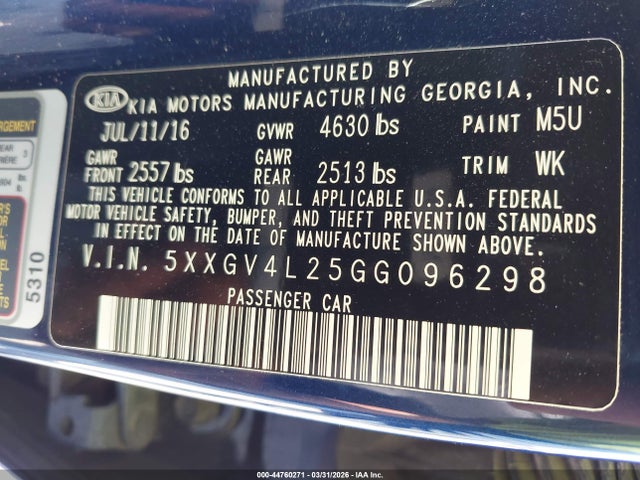 MANUFACTURED BY
KIA KIA MOTORS MANUFACTURING GEORGIA, INC.
JUL/11/16 GVWR 4630 lbs PAINT M5U
GAWR FRONT 2557 lbs GAWR REAR 2513 lbs TRIM WK
THIS VEHICLE CONFORMS TO ALL APPLICABLE U.S.A. FEDERAL
MOTOR VEHICLE SAFETY, BUMPER, AND THEFT PREVENTION STANDARDS
IN EFFECT ON THE DATE OF MANUFACTURE SHOWN ABOVE.
V.I.N. 5XXGV4L25GG096298
PASSENGER CAR
5310
000-44760271 - 03/31/2026 - IAA Inc.